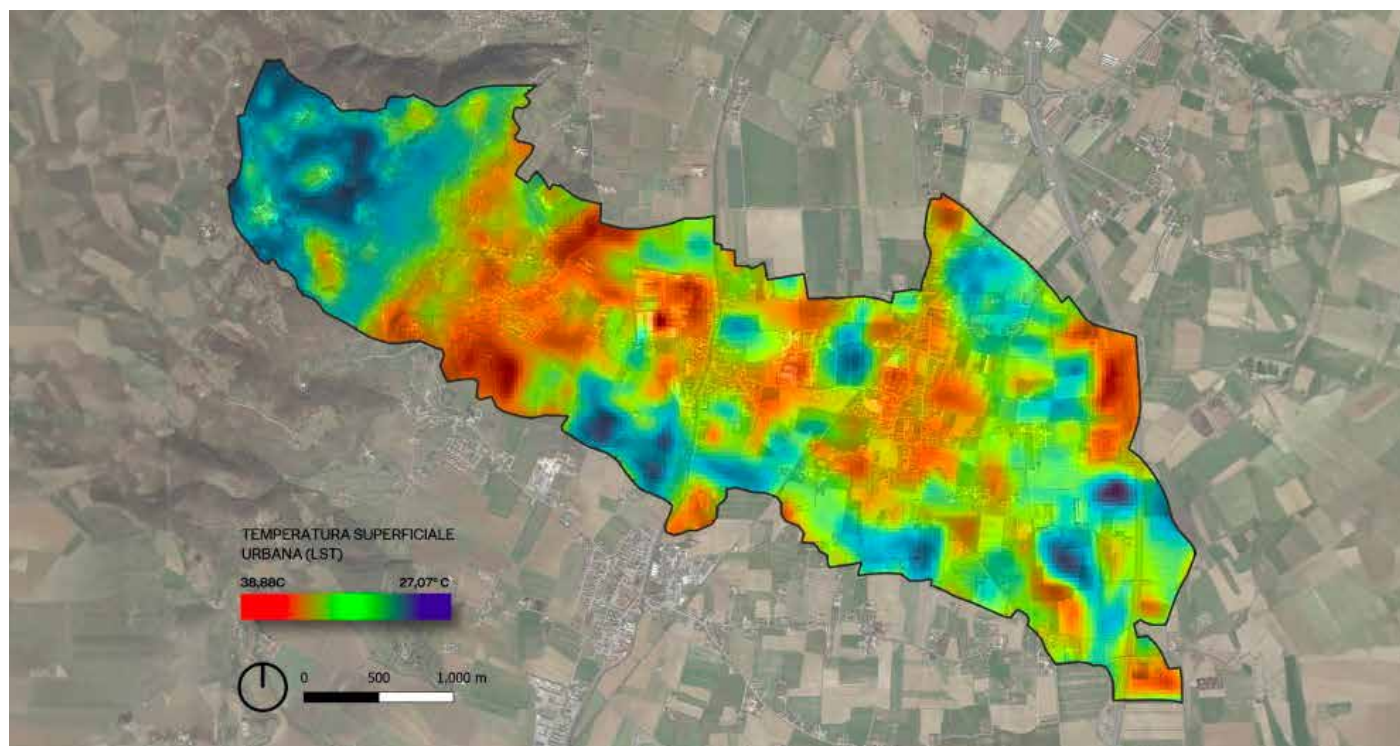 TEMPERATURA SUPERFICIALE
URBANA (LST)
38,88C 27,07° C
0 500 1.000 m